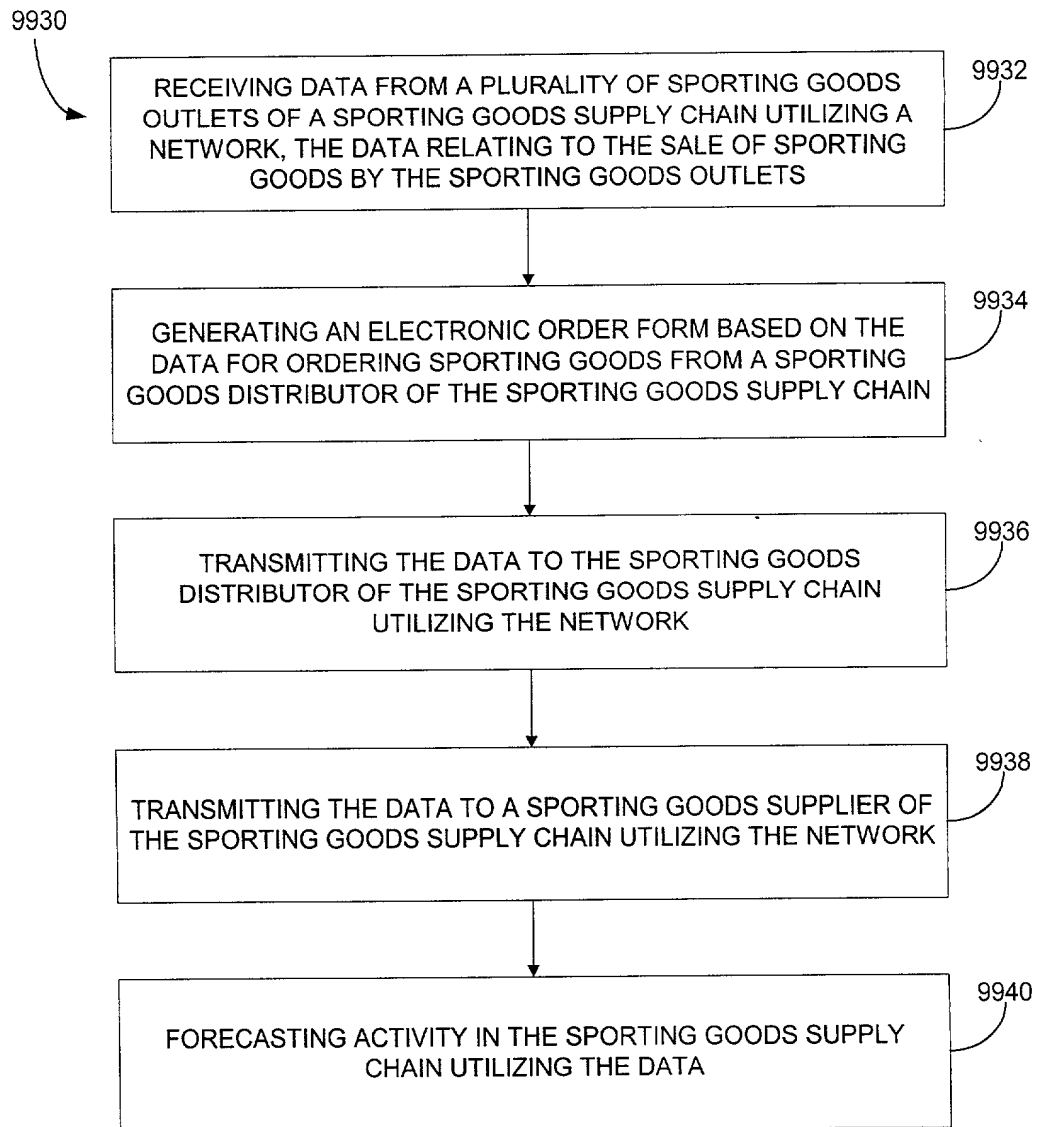 9930
RECEIVING DATA FROM A PLURALITY OF SPORTING GOODS
OUTLETS OF A SPORTING GOODS SUPPLY CHAIN UTILIZING A
NETWORK, THE DATA RELATING TO THE SALE OF SPORTING
GOODS BY THE SPORTING GOODS OUTLETS
9932
GENERATING AN ELECTRONIC ORDER FORM BASED ON THE
DATA FOR ORDERING SPORTING GOODS FROM A SPORTING
GOODS DISTRIBUTOR OF THE SPORTING GOODS SUPPLY CHAIN
9934
TRANSMITTING THE DATA TO THE SPORTING GOODS
DISTRIBUTOR OF THE SPORTING GOODS SUPPLY CHAIN
UTILIZING THE NETWORK
9936
TRANSMITTING THE DATA TO A SPORTING GOODS SUPPLIER OF
THE SPORTING GOODS SUPPLY CHAIN UTILIZING THE NETWORK
9938
FORECASTING ACTIVITY IN THE SPORTING GOODS SUPPLY
CHAIN UTILIZING THE DATA
9940